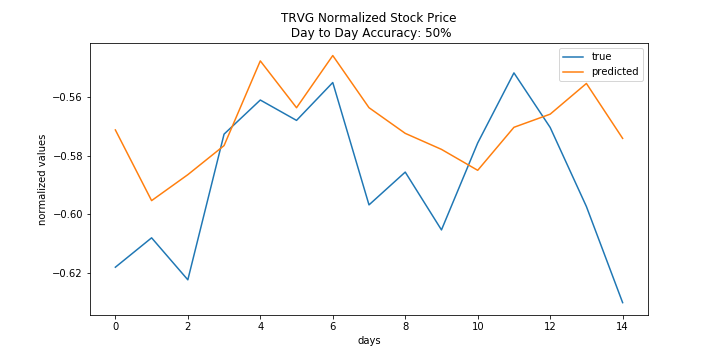 TRVG Normalized Stock Price
Day to Day Accuracy: 50%
true
predicted
normalized values
−0.56
−0.58
−0.60
−0.62
0 2 4 6 8 10 12 14
days